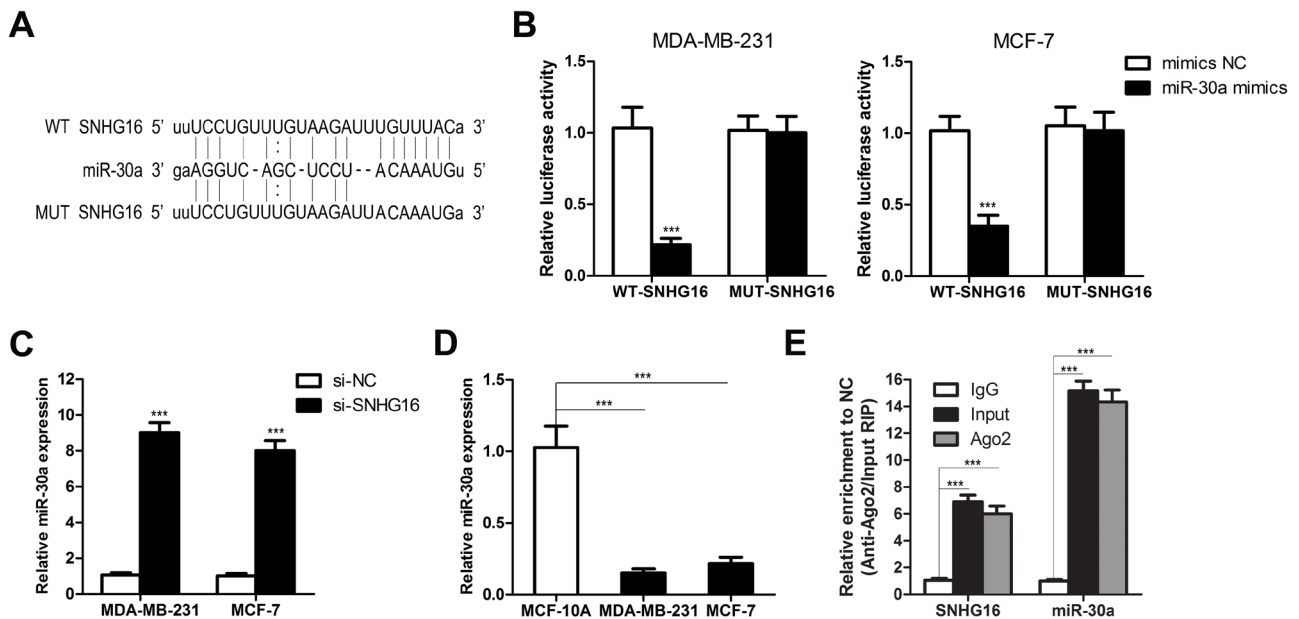 A
WT SNHG16 5' uuUCCUGUUUGUAAGAUUUGUUUACa 3'
miR-30a 3' gaAGGUC-AGC-UCCU--ACAAAUGu 5'
MUT SNHG16 5' uuUCCUGUUUGUAAGAUUACAAAUGa 3'
B
MDA-MB-231
Relative luciferase activity
1.5
1.0
0.5
0.0
***
WT-SNHG16 MUT-SNHG16
MCF-7
Relative luciferase activity
1.5
1.0
0.5
0.0
***
WT-SNHG16 MUT-SNHG16
mimics NC
miR-30a mimics
C
Relative miR-30a expression
12
10
8
6
4
2
0
*** ***
MDA-MB-231 MCF-7
si-NC
si-SNHG16
D
Relative miR-30a expression
1.5
1.0
0.5
0.0
***
***
MCF-10A MDA-MB-231 MCF-7
E
Relative enrichment to NC
(Anti-Ago2/Input RIP)
16
14
12
10
8
6
4
2
0
IgG
Input
Ago2
***
***
***
***
SNHG16 miR-30a